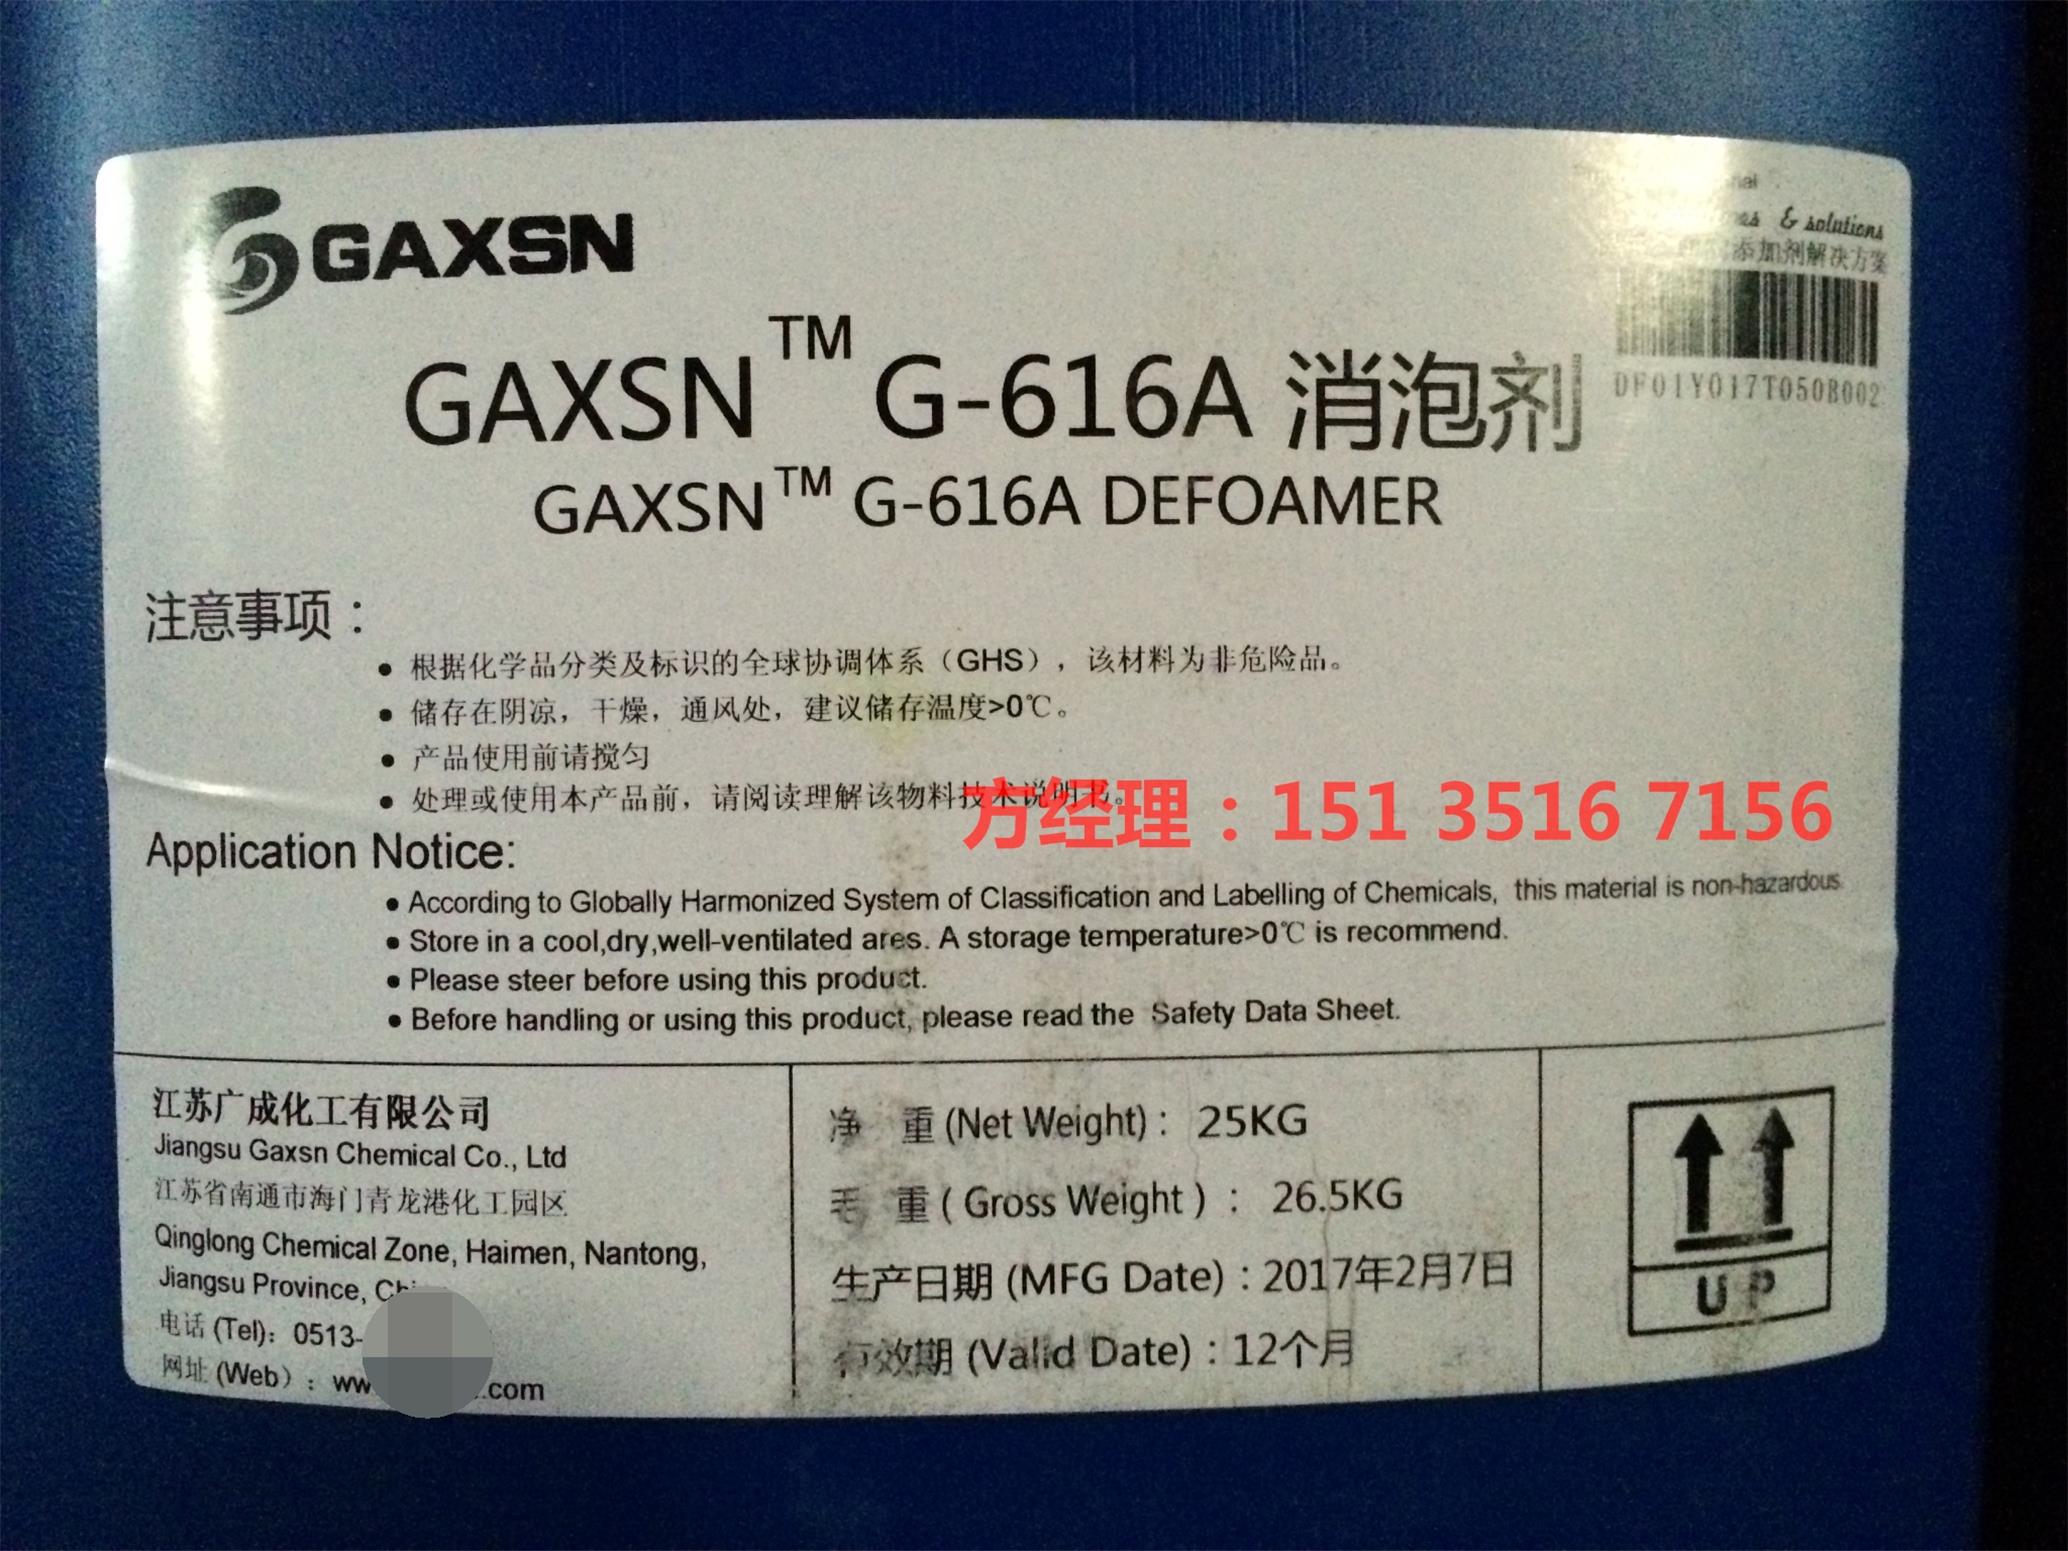 GAXSN
& solutions
添加剂解决方案
DF01Y017T050B002
GAXSN™ G-616A 消泡剂
GAXSN™ G-616A DEFOAMER
注意事项：
• 根据化学品分类及标识的全球协调体系（GHS），该材料为非危险品。
• 储存在阴凉，干燥，通风处，建议储存温度>0℃。
• 产品使用前请搅匀
• 处理或使用本产品前，请阅读理解该物料技术说明书。
方经理：151 3516 7156
Application Notice:
• According to Globally Harmonized System of Classification and Labelling of Chemicals, this material is non-hazardous
• Store in a cool,dry,well-ventilated ares. A storage temperature>0℃ is recommend.
• Please steer before using this product.
• Before handling or using this product, please read the Safety Data Sheet.
江苏广成化工有限公司
Jiangsu Gaxsn Chemical Co., Ltd
江苏省南通市海门青龙港化工园区
Qinglong Chemical Zone, Haimen, Nantong,
Jiangsu Province,
电话 (Tel)： 0513-
网址 (Web）： .com
净 重 (Net Weight) : 25KG
毛 重 ( Gross Weight ) : 26.5KG
生产日期 (MFG Date) : 2017年2月7日
有效期 (Valid Date) : 12个月
UP